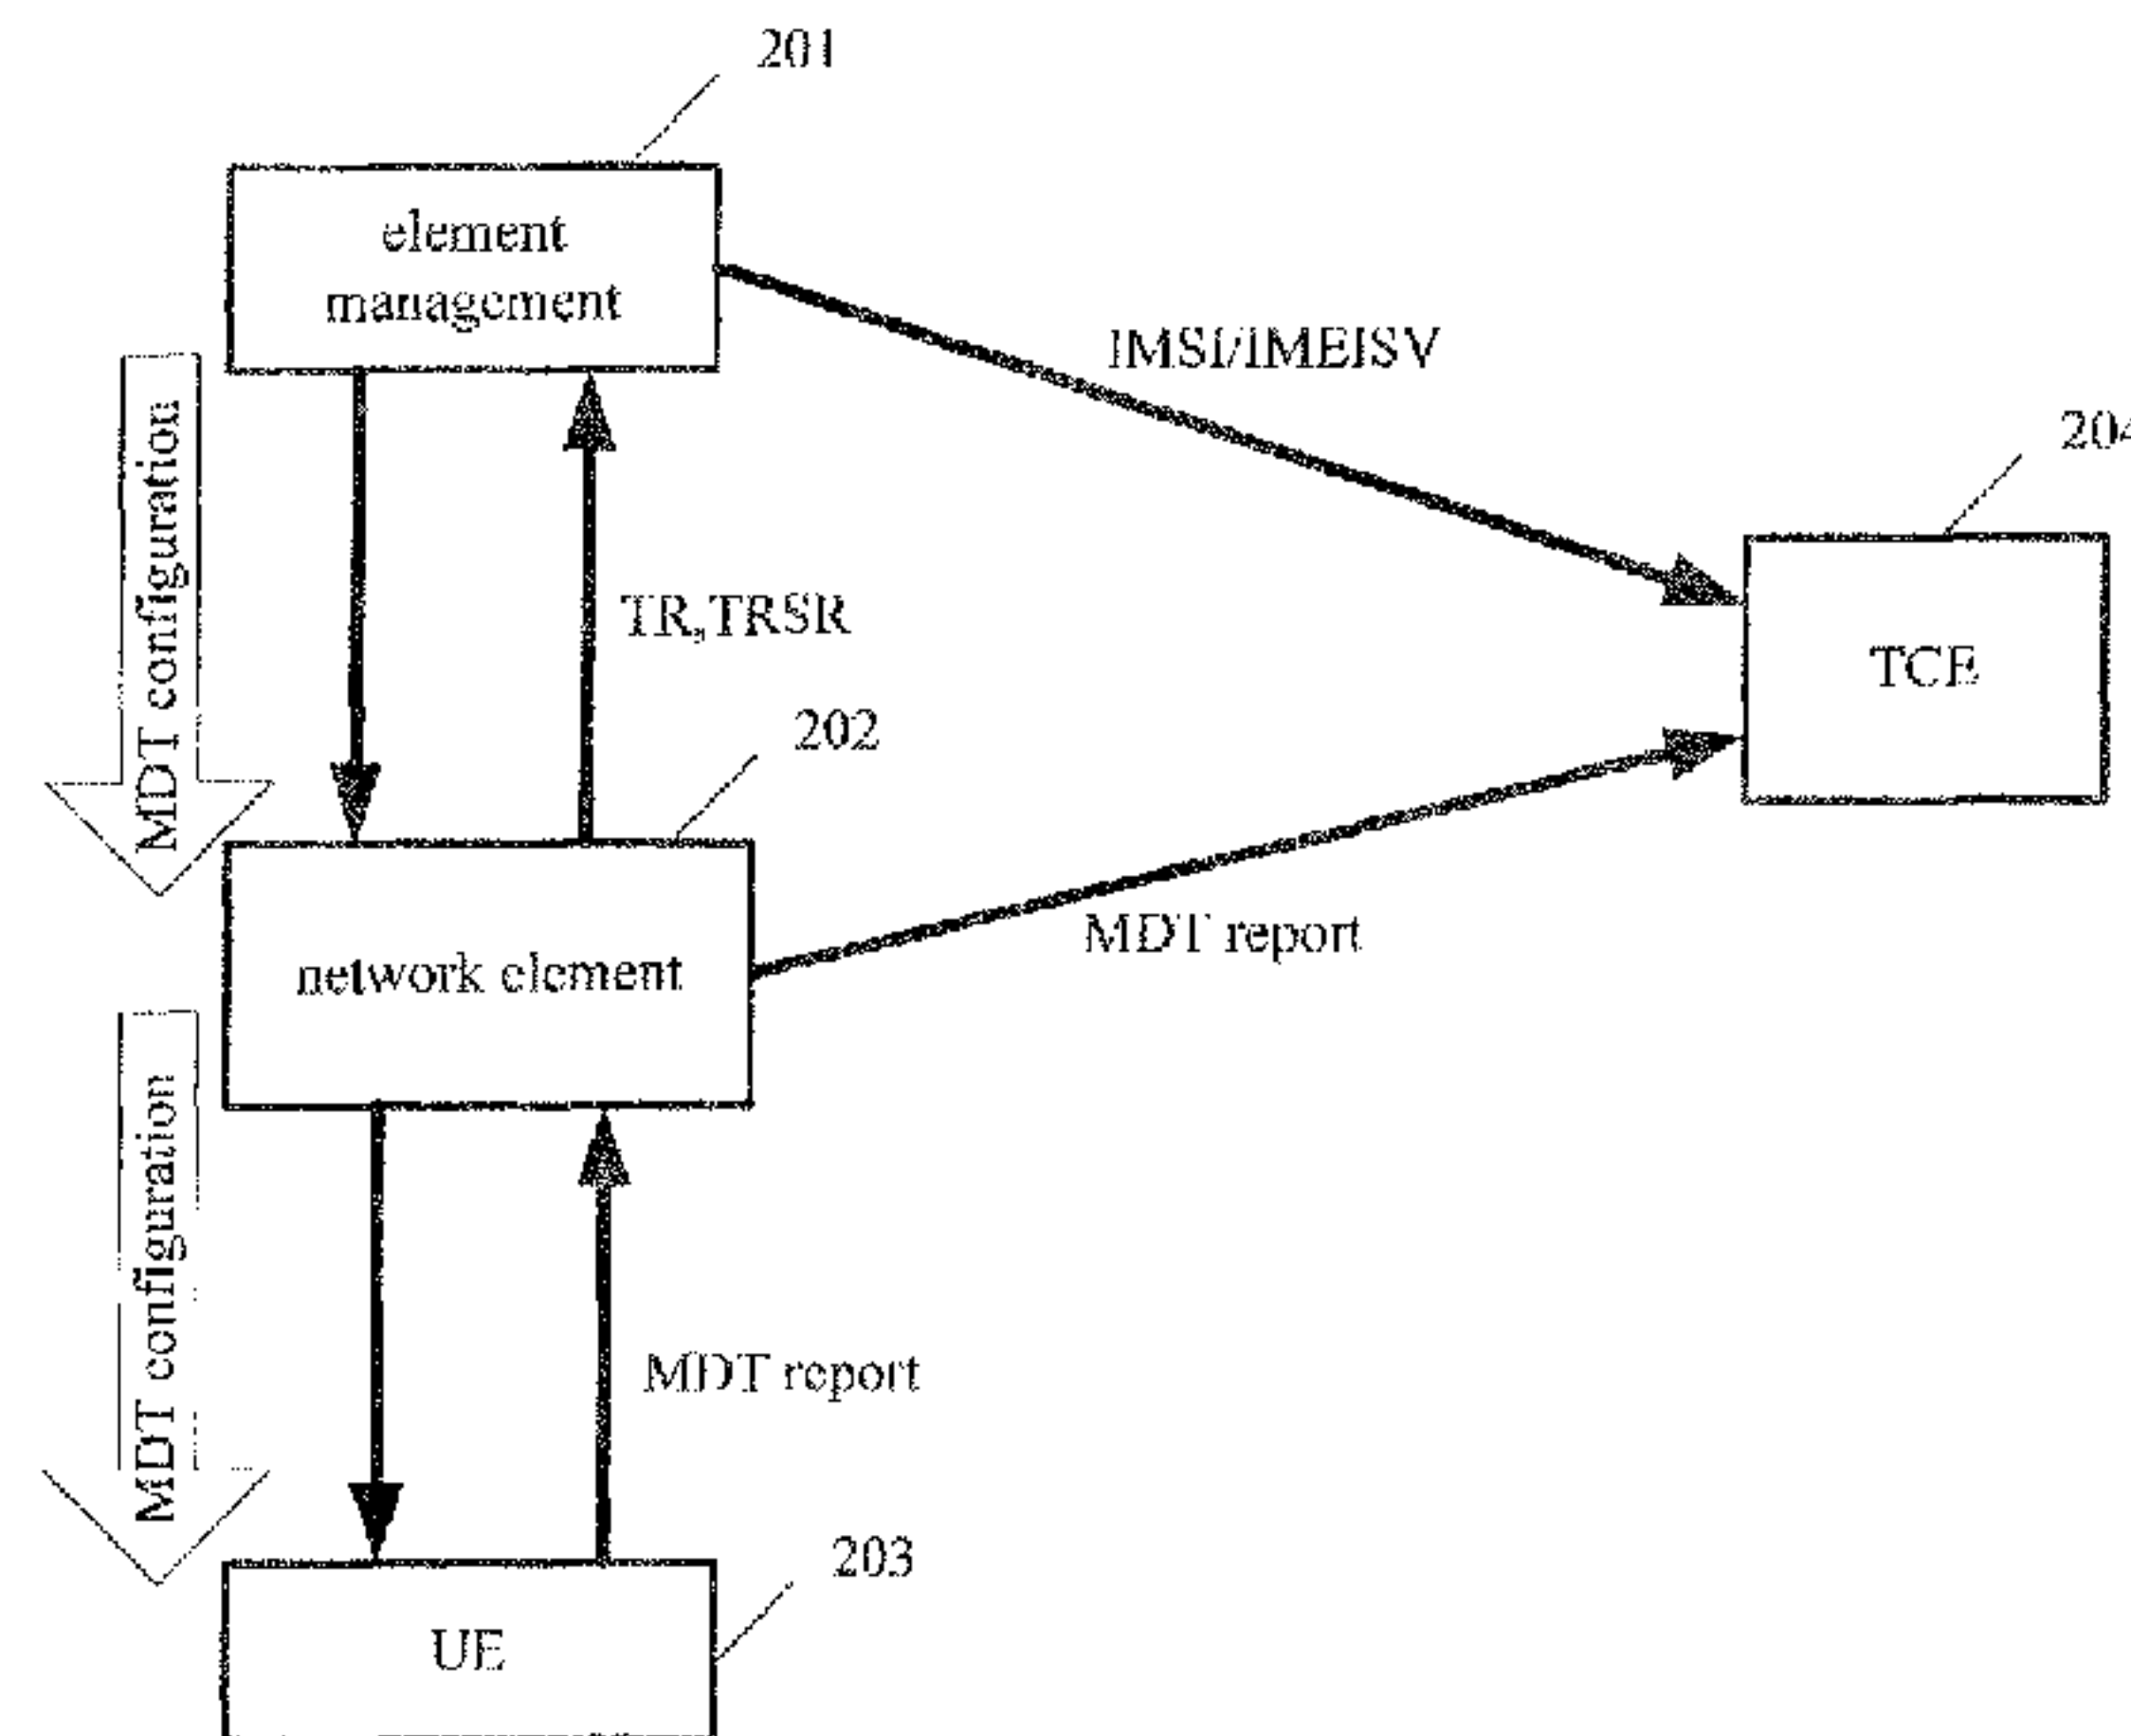 201
element
management
IMSI/IMEISV
204
MDT configuration
TR,TRSR
TCE
202
network element
MDT report
MDT configuration
MDT report
203
UE